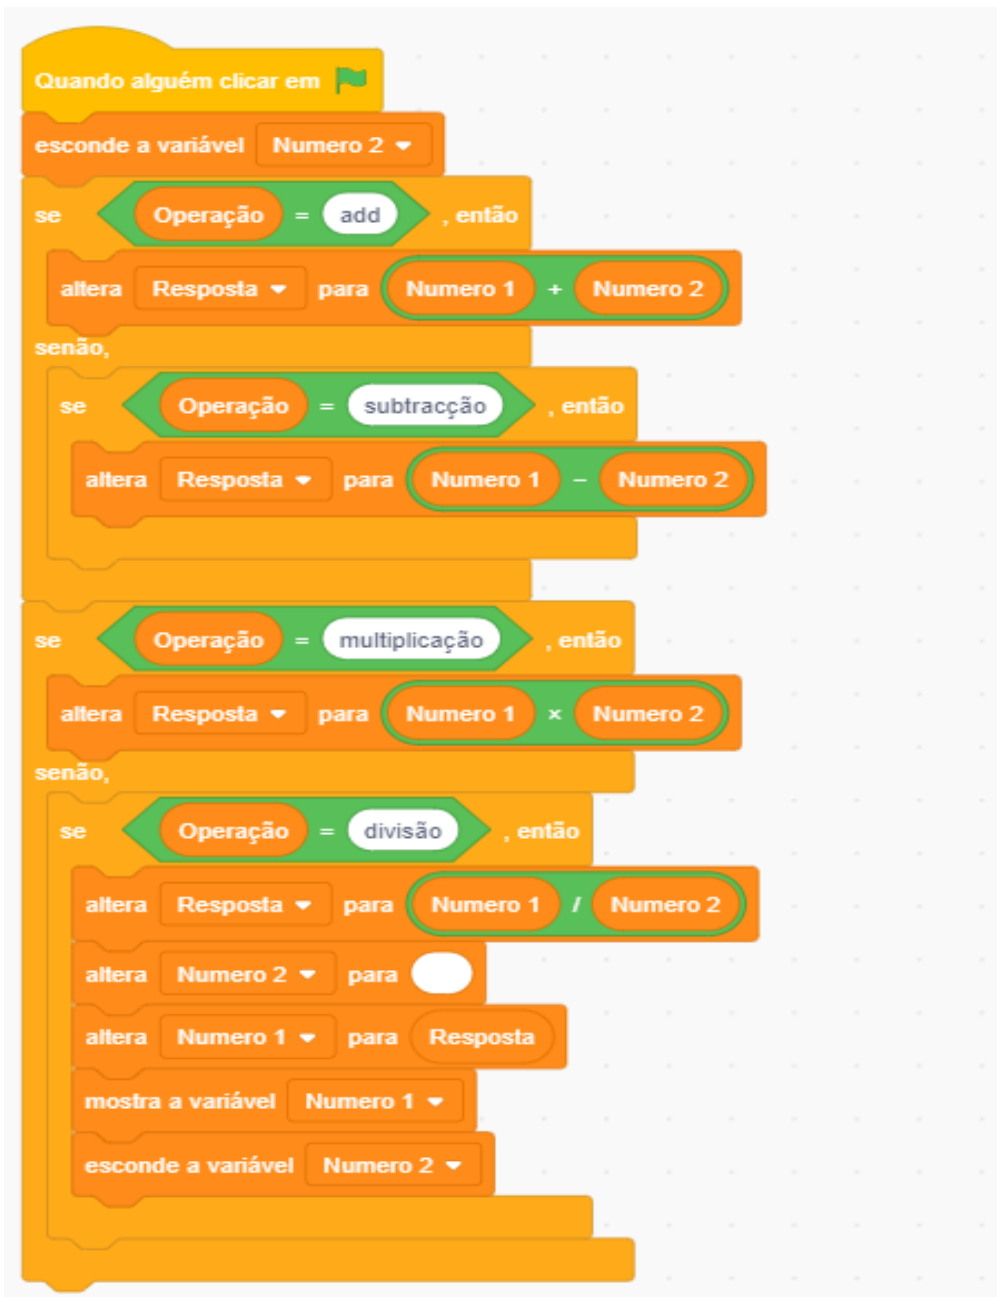 Quando alguém clicar em
esconde a variável Numero 2
se Operação = add , então
altera Resposta para Numero 1 + Numero 2
senão,
se Operação = subtracção , então
altera Resposta para Numero 1 - Numero 2
se Operação = multiplicação , então
altera Resposta para Numero 1 × Numero 2
senão,
se Operação = divisão , então
altera Resposta para Numero 1 / Numero 2
altera Numero 2 para
altera Numero 1 para Resposta
mostra a variável Numero 1
esconde a variável Numero 2